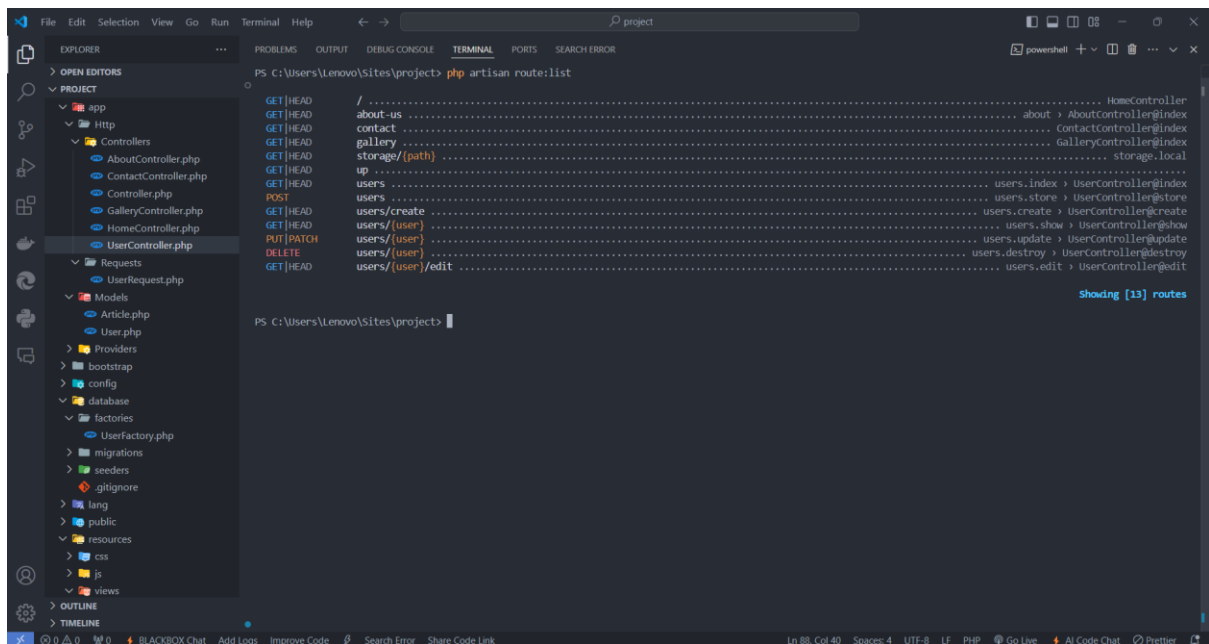 File Edit Selection View Go Run Terminal Help
project
EXPLORER
OPEN EDITORS
PROJECT
app
Http
Controllers
AboutController.php
ContactController.php
Controller.php
GalleryController.php
HomeController.php
UserController.php
Requests
UserRequest.php
Models
Article.php
User.php
Providers
bootstrap
config
database
factories
UserFactory.php
migrations
seeders
.gitignore
lang
public
resources
css
js
views
OUTLINE
TIMELINE
PROBLEMS OUTPUT DEBUG CONSOLE TERMINAL PORTS SEARCH ERROR
powershell
PS C:\Users\Lenovo\Sites\project> php artisan route:list
GET|HEAD / ........ HomeController
GET|HEAD about-us ........ about › AboutController@index
GET|HEAD contact ........ ContactController@index
GET|HEAD gallery ........ GalleryController@index
GET|HEAD storage/{path} ........ storage.local
GET|HEAD up ........
GET|HEAD users ........ users.index › UserController@index
POST users ........ users.store › UserController@store
GET|HEAD users/create ........ users.create › UserController@create
GET|HEAD users/{user} ........ users.show › UserController@show
PUT|PATCH users/{user} ........ users.update › UserController@update
DELETE users/{user} ........ users.destroy › UserController@destroy
GET|HEAD users/{user}/edit ........ users.edit › UserController@edit
Showing [13] routes
PS C:\Users\Lenovo\Sites\project>
0 0 0 BLACKBOX Chat Add Logs Improve Code Search Error Share Code Link Ln 88, Col 40 Spaces: 4 UTF-8 LF PHP Go Live AI Code Chat Prettier